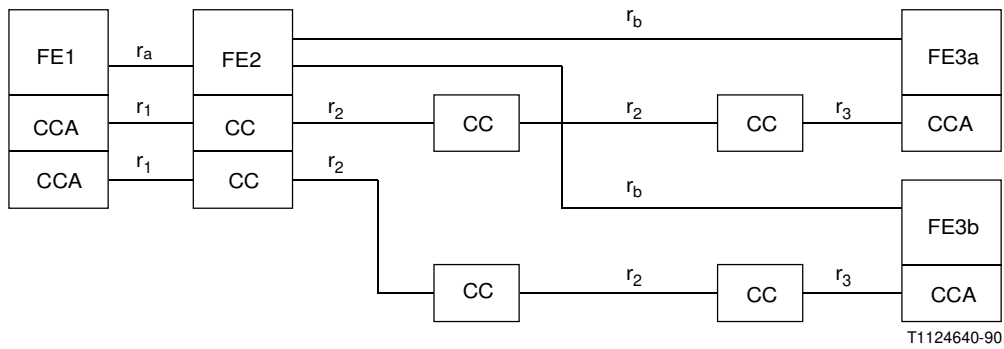 r_b
FE1 r_a FE2 FE3a
CCA r_1 CC r_2 CC r_2 CC r_3 CCA
CCA r_1 CC r_2
r_b
FE3b
CC r_2 CC r_3 CCA
T1124640-90